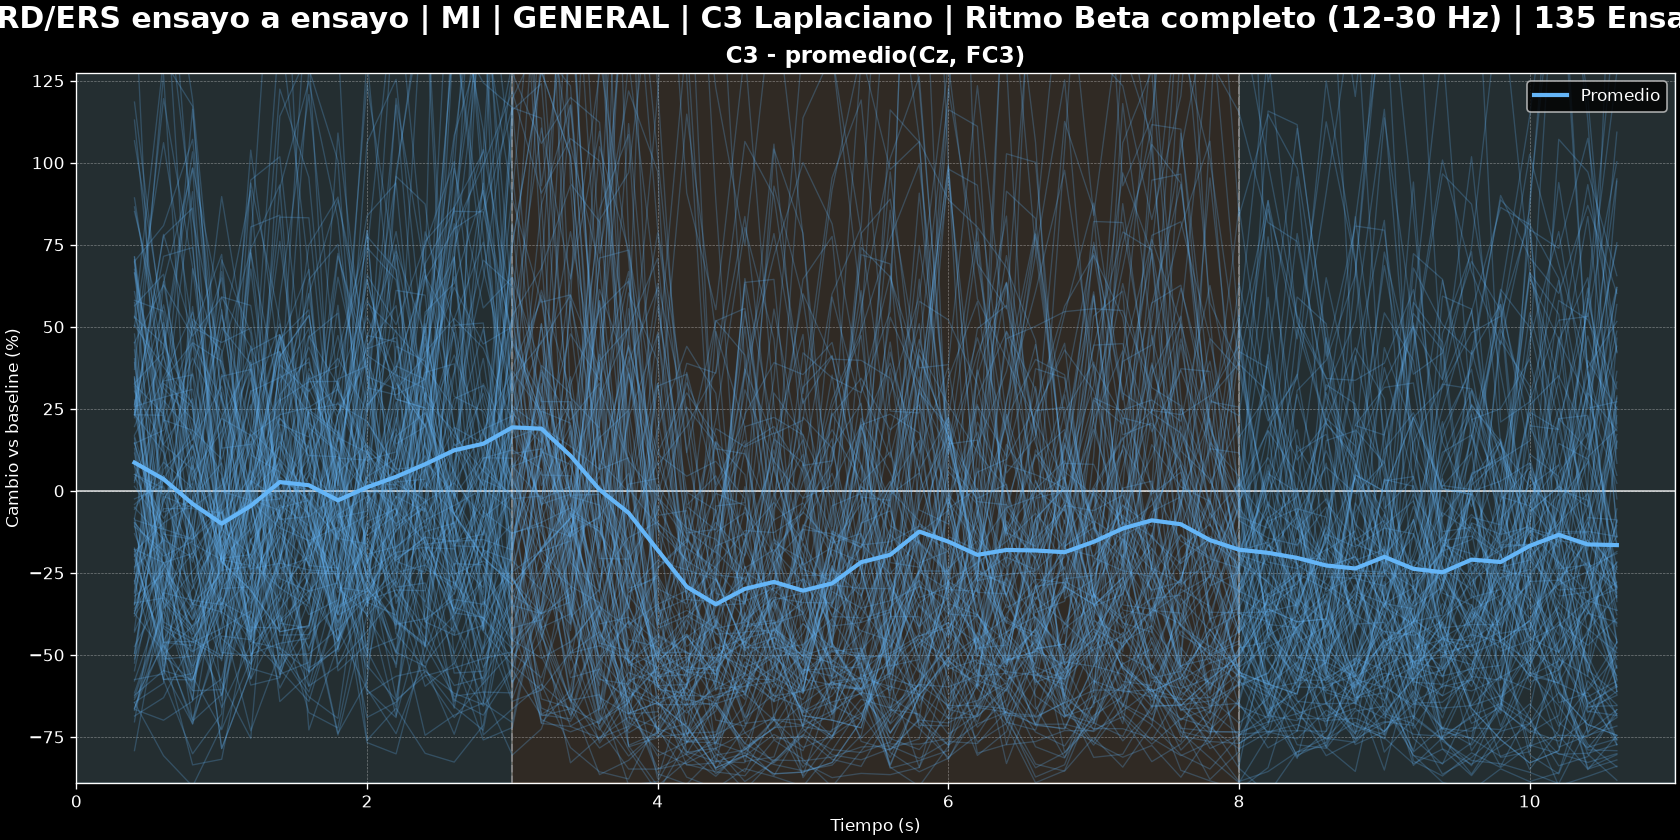 RD/ERS ensayo a ensayo | MI | GENERAL | C3 Laplaciano | Ritmo Beta completo (12-30 Hz) | 135 Ensa
C3 - promedio(Cz, FC3)
Promedio
Cambio vs baseline (%)
125
100
75
50
25
0
−25
−50
−75
0 2 4 6 8 10
Tiempo (s)